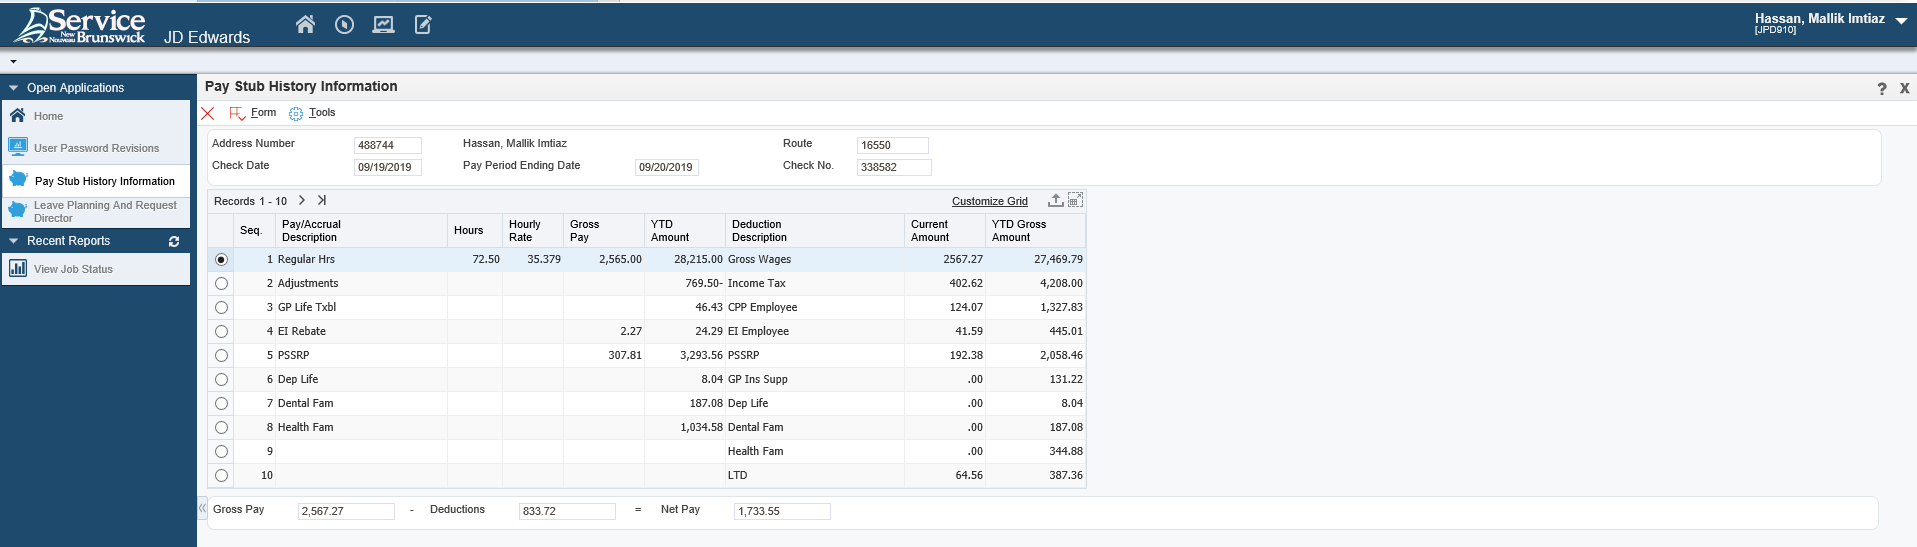 Service
New Nouveau Brunswick
JD Edwards
Hassan, Mallik Imtiaz
[JPD910]
Open Applications
Home
User Password Revisions
Pay Stub History Information
Leave Planning And Request Director
Recent Reports
View Job Status
Pay Stub History Information
? X
Form Tools
Address Number 488744 Hassan, Mallik Imtiaz Route 16550
Check Date 09/19/2019 Pay Period Ending Date 09/20/2019 Check No. 338582
Records 1 - 10 Customize Grid
Seq. Pay/Accrual Description Hours Hourly Rate Gross Pay YTD Amount Deduction Description Current Amount YTD Gross Amount
1 Regular Hrs 72.50 35.379 2,565.00 28,215.00 Gross Wages 2567.27 27,469.79
2 Adjustments 769.50- Income Tax 402.62 4,208.00
3 GP Life Txbl 46.43 CPP Employee 124.07 1,327.83
4 EI Rebate 2.27 24.29 EI Employee 41.59 445.01
5 PSSRP 307.81 3,293.56 PSSRP 192.38 2,058.46
6 Dep Life 8.04 GP Ins Supp .00 131.22
7 Dental Fam 187.08 Dep Life .00 8.04
8 Health Fam 1,034.58 Dental Fam .00 187.08
9 Health Fam .00 344.88
10 LTD 64.56 387.36
Gross Pay 2,567.27 - Deductions 833.72 = Net Pay 1,733.55